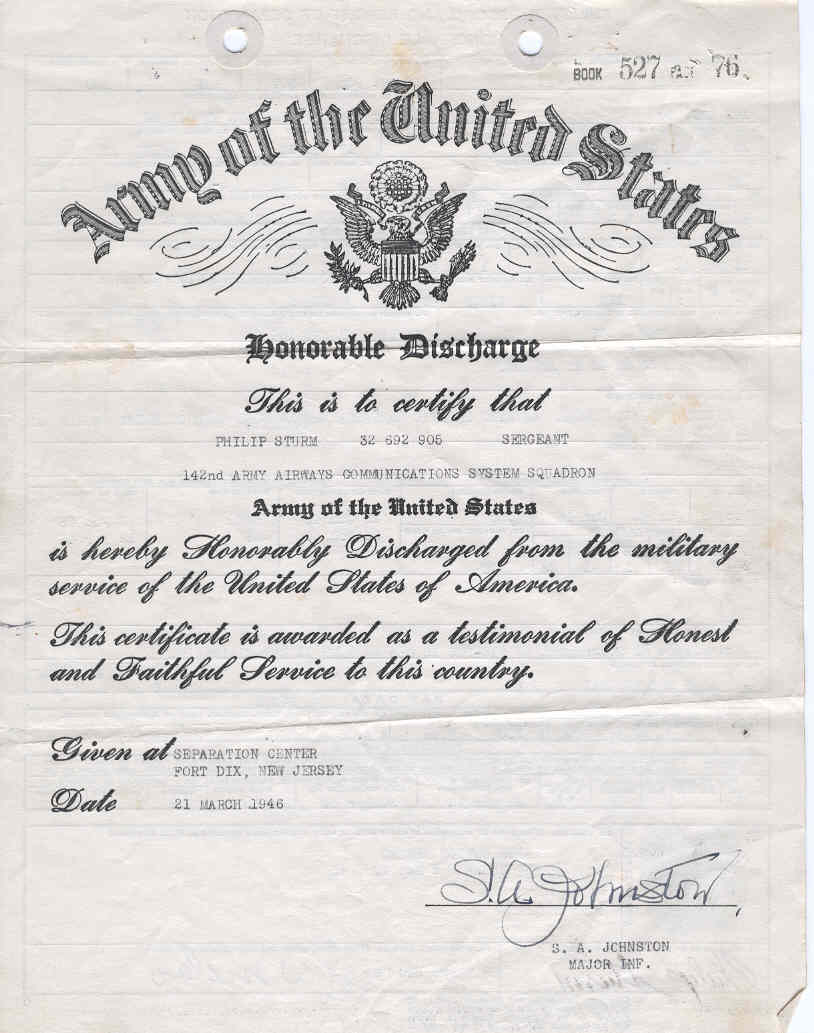 BOOK 527 PAGE 76
Army of the United States
Honorable Discharge
This is to certify that
PHILIP STURM 32 692 905 SERGEANT
142nd ARMY AIRWAYS COMMUNICATIONS SYSTEM SQUADRON
Army of the United States
is hereby Honorably Discharged from the military
service of the United States of America.
This certificate is awarded as a testimonial of Honest
and Faithful Service to this country.
Given at SEPARATION CENTER
FORT DIX, NEW JERSEY
Date 21 MARCH 1946
S. A. Johnston
S. A. JOHNSTON
MAJOR INF.